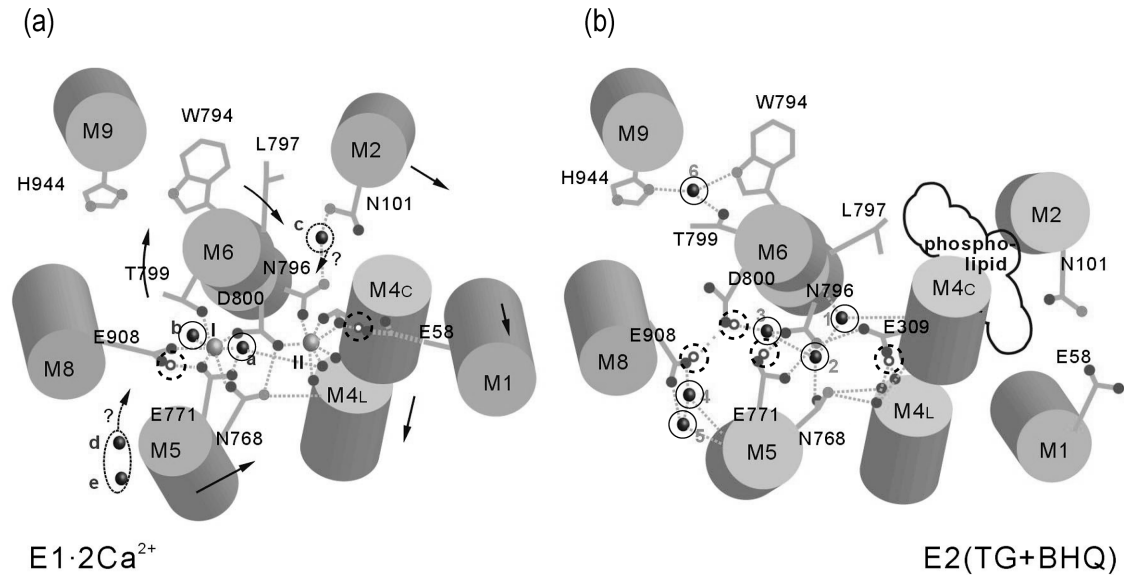 (a)
(b)
W794
L797
M9
M2
H944
N101
c
?
M6
T799
N796
D800
M4C
b
I
E908
a
II
E58
M8
M4L
M1
?
E771
N768
d
M5
e
E1·2Ca²⁺
W794
M9
6
H944
L797
M2
T799
M6
phospho-
lipid
N101
D800
N796
M4C
3
1
E908
E309
M8
2
E58
4
E771
M4L
5
N768
M5
M1
E2(TG+BHQ)